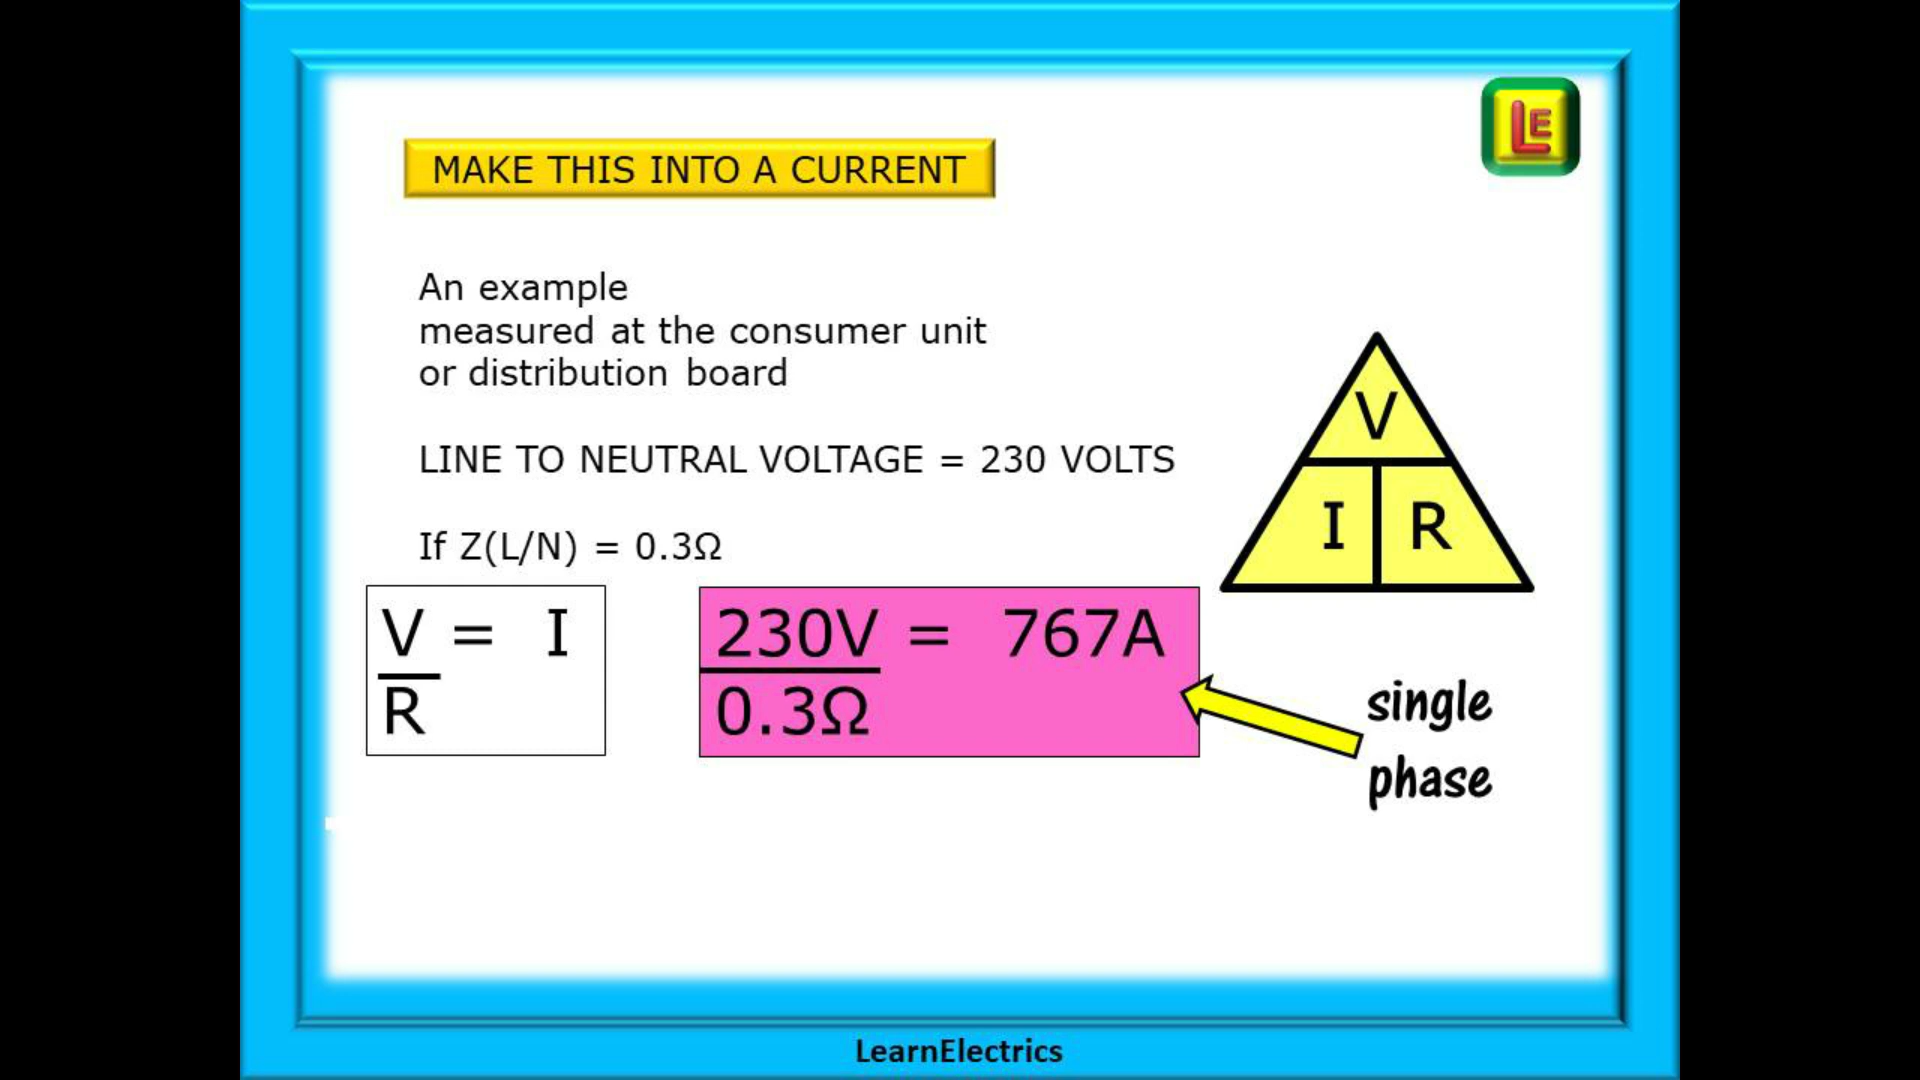 LE
MAKE THIS INTO A CURRENT
An example
measured at the consumer unit
or distribution board
LINE TO NEUTRAL VOLTAGE = 230 VOLTS
If Z(L/N) = 0.3Ω
V
I R
V = I
R
230V = 767A
0.3Ω
single
phase
LearnElectrics